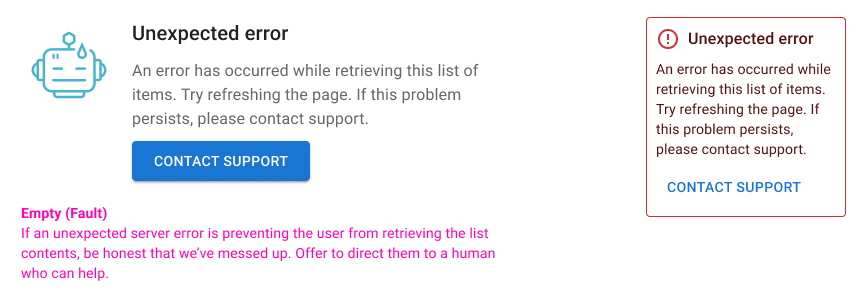 Unexpected error
An error has occurred while retrieving this list of
items. Try refreshing the page. If this problem
persists, please contact support.
CONTACT SUPPORT
Empty (Fault)
If an unexpected server error is preventing the user from retrieving the list
contents, be honest that we’ve messed up. Offer to direct them to a human
who can help.
Unexpected error
An error has occurred while
retrieving this list of items.
Try refreshing the page. If
this problem persists,
please contact support.
CONTACT SUPPORT